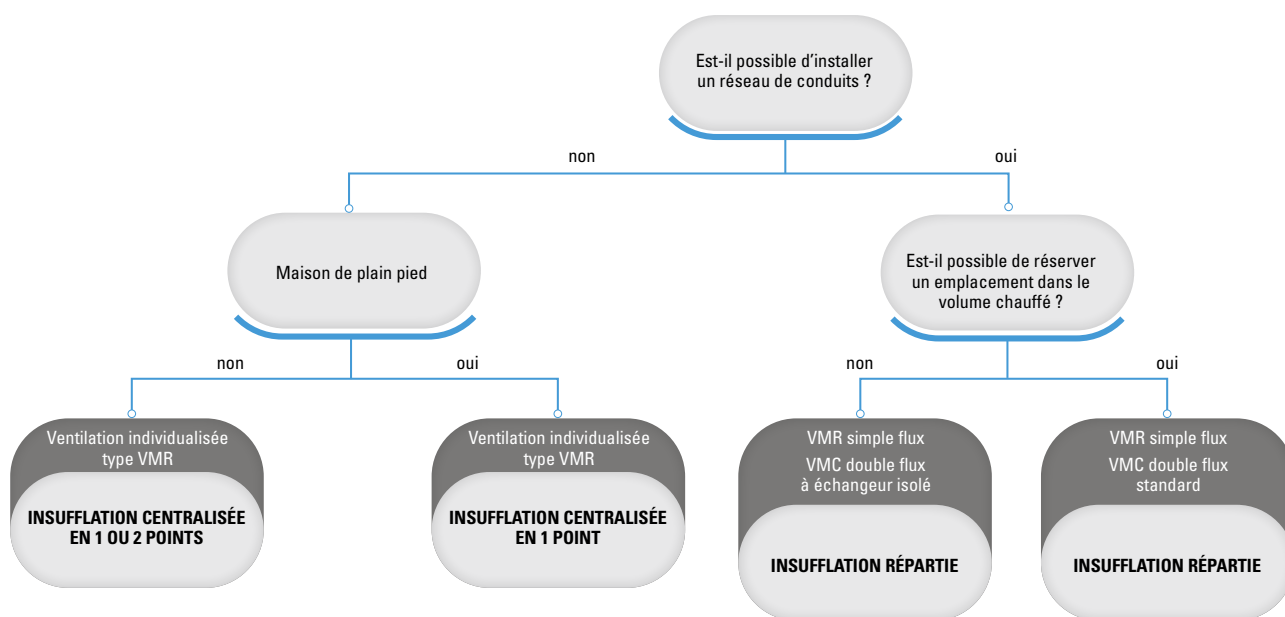 Est-il possible d'installer
un réseau de conduits ?
non
oui
Maison de plain pied
Est-il possible de réserver
un emplacement dans le
volume chauffé ?
non
oui
non
oui
Ventilation individualisée
type VMR
INSUFFLATION CENTRALISÉE
EN 1 OU 2 POINTS
Ventilation individualisée
type VMR
INSUFFLATION CENTRALISÉE
EN 1 POINT
VMR simple flux
VMC double flux
à échangeur isolé
INSUFFLATION RÉPARTIE
VMR simple flux
VMC double flux
standard
INSUFFLATION RÉPARTIE